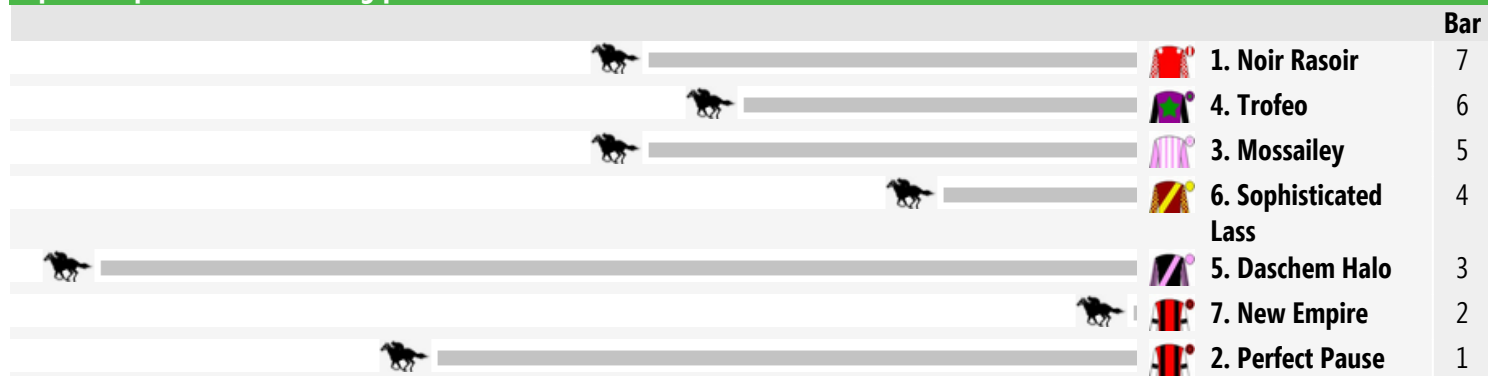 Bar
1. Noir Rasoir 7
4. Trofeo 6
3. Mossailey 5
6. Sophisticated 4
Lass
5. Daschem Halo 3
7. New Empire 2
2. Perfect Pause 1